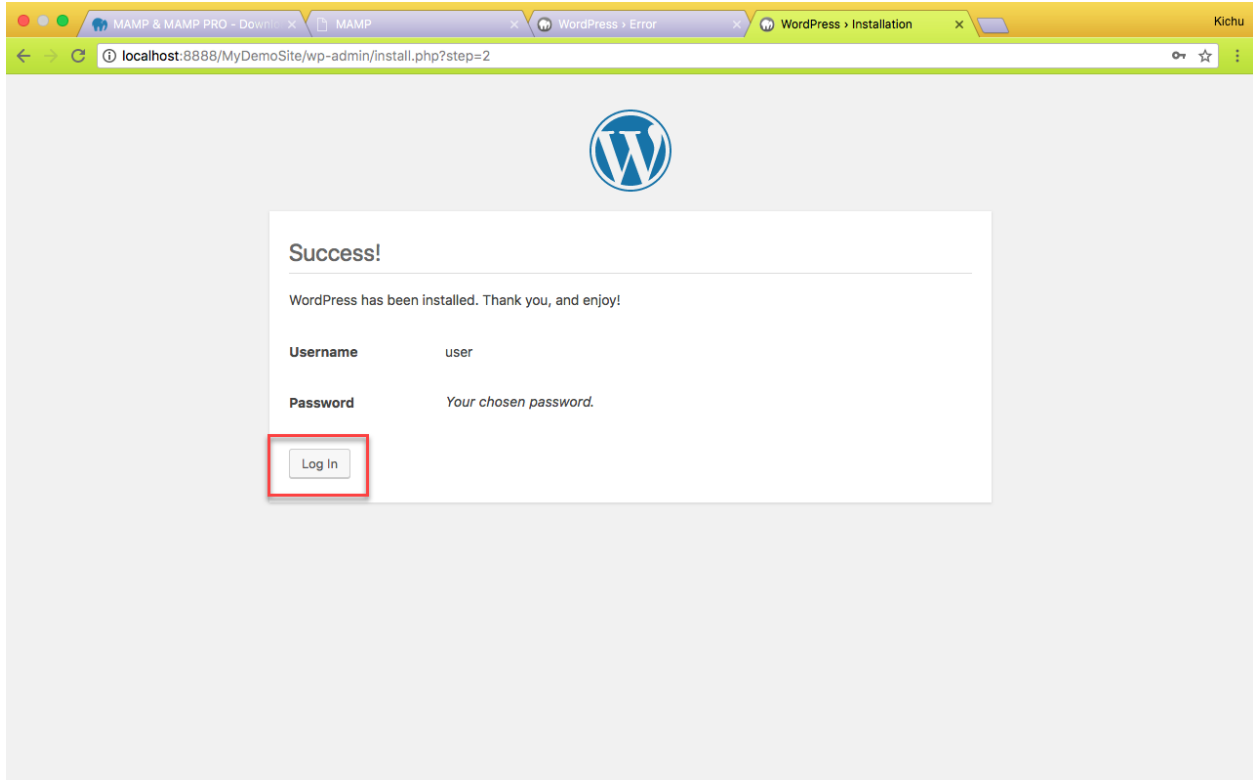 MAMP & MAMP PRO - Downl
MAMP
WordPress › Error
WordPress › Installation
Kichu
localhost:8888/MyDemoSite/wp-admin/install.php?step=2
Success!
WordPress has been installed. Thank you, and enjoy!
Username user
Password Your chosen password.
Log In